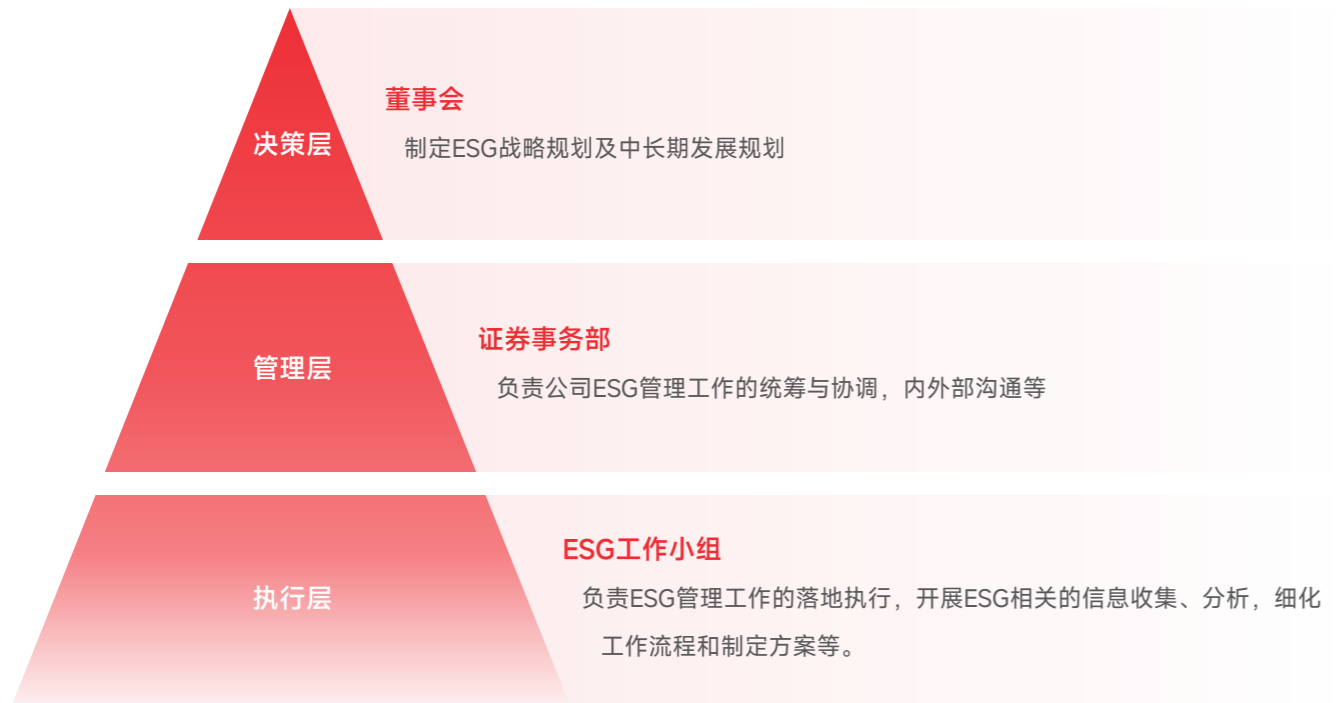 决策层
董事会
制定ESG战略规划及中长期发展规划
管理层
证券事务部
负责公司ESG管理工作的统筹与协调，内外部沟通等
执行层
ESG工作小组
负责ESG管理工作的落地执行，开展ESG相关的信息收集、分析，细化
工作流程和制定方案等。